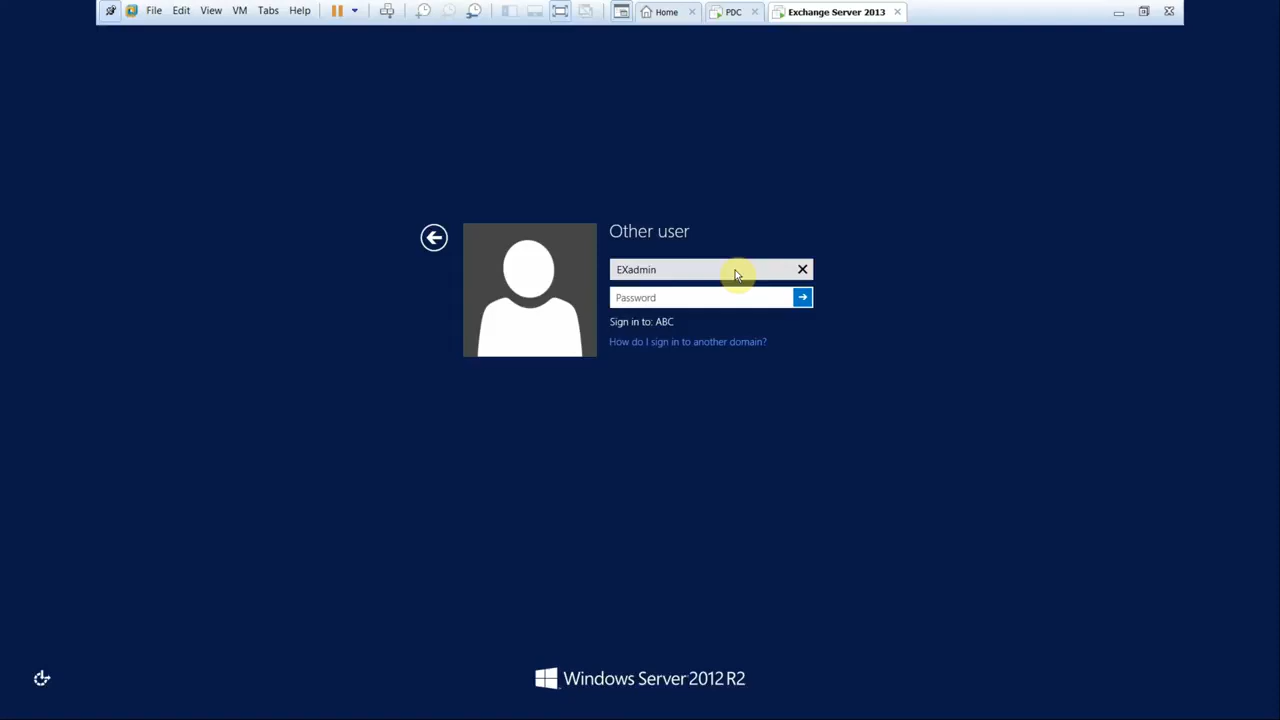 File Edit View VM Tabs Help Home PDC Exchange Server 2013
Other user
EXadmin
Password
Sign in to: ABC
How do I sign in to another domain?
Windows Server 2012 R2